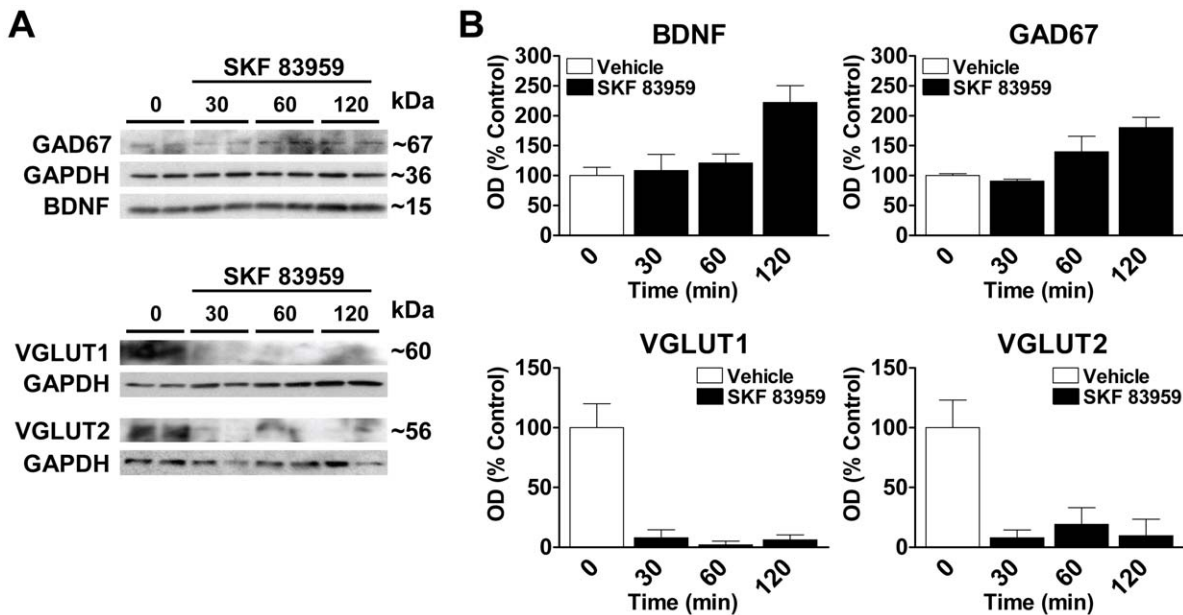 A
SKF 83959
0 30 60 120 kDa
GAD67 ~67
GAPDH ~36
BDNF ~15
SKF 83959
0 30 60 120 kDa
VGLUT1 ~60
GAPDH
VGLUT2 ~56
GAPDH
B
BDNF
OD (% Control)
300
250
200
150
100
50
0
Vehicle
SKF 83959
0 30 60 120
Time (min)
GAD67
OD (% Control)
300
250
200
150
100
50
0
Vehicle
SKF 83959
0 30 60 120
Time (min)
VGLUT1
OD (% Control)
150
100
50
0
Vehicle
SKF 83959
0 30 60 120
Time (min)
VGLUT2
OD (% Control)
150
100
50
0
Vehicle
SKF 83959
0 30 60 120
Time (min)